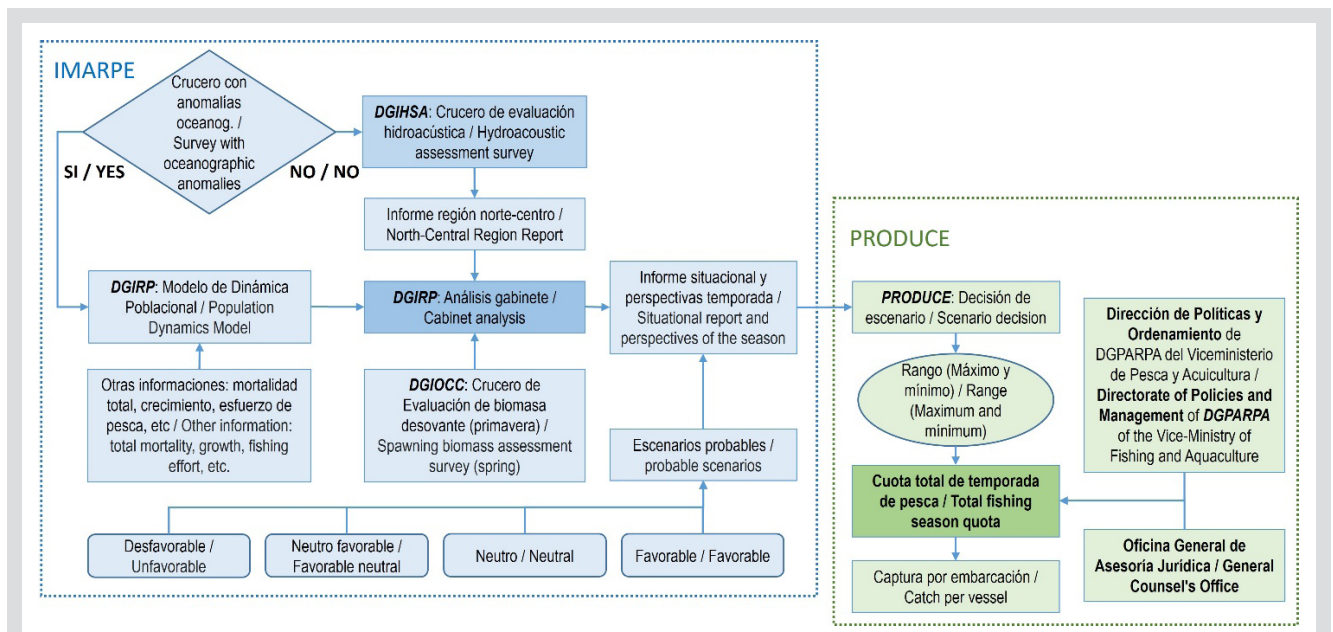 IMARPE
Crucero con
anomalías
oceanog. /
Survey with
oceanographic
anomalies
SI / YES
NO / NO
DGIHSA: Crucero de evaluación
hidroacústica / Hydroacoustic
assessment survey
Informe región norte-centro /
North-Central Region Report
DGIRP: Modelo de Dinámica
Poblacional / Population
Dynamics Model
DGIRP: Análisis gabinete /
Cabinet analysis
Informe situacional y
perspectivas temporada /
Situational report and
perspectives of the season
Otras informaciones: mortalidad
total, crecimiento, esfuerzo de
pesca, etc / Other information:
total mortality, growth, fishing
effort, etc.
DGIOCC: Crucero de
Evaluación de biomasa
desovante (primavera) /
Spawning biomass assessment
survey (spring)
Escenarios probables /
probable scenarios
Desfavorable /
Unfavorable
Neutro favorable /
Favorable neutral
Neutro / Neutral
Favorable / Favorable
PRODUCE
PRODUCE: Decisión de
escenario / Scenario decision
Rango (Máximo y
mínimo) / Range
(Maximum and
minimum)
Cuota total de temporada
de pesca / Total fishing
season quota
Captura por embarcación /
Catch per vessel
Dirección de Políticas y
Ordenamiento de
DGPARPA del Viceministerio
de Pesca y Acuicultura /
Directorate of Policies and
Management of DGPARPA
of the Vice-Ministry of
Fishing and Aquaculture
Oficina General de
Asesoría Jurídica / General
Counsel's Office